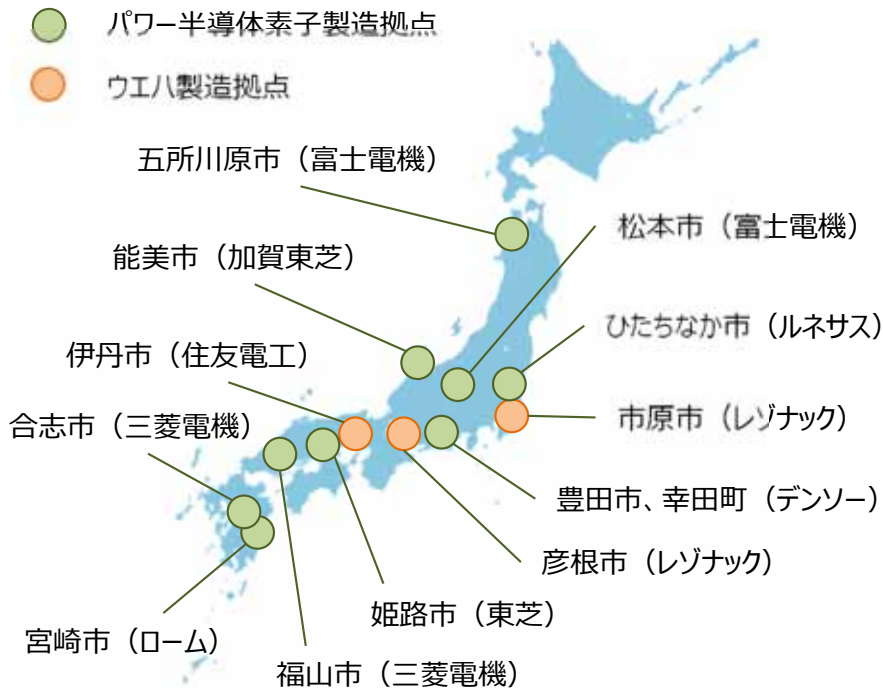 パワー半導体素子製造拠点
ウエハ製造拠点
五所川原市（富士電機）
松本市（富士電機）
能美市（加賀東芝）
ひたちなか市（ルネサス）
伊丹市（住友電工）
市原市（レゾナック）
合志市（三菱電機）
豊田市、幸田町（デンソー）
彦根市（レゾナック）
姫路市（東芝）
宮崎市（ローム）
福山市（三菱電機）